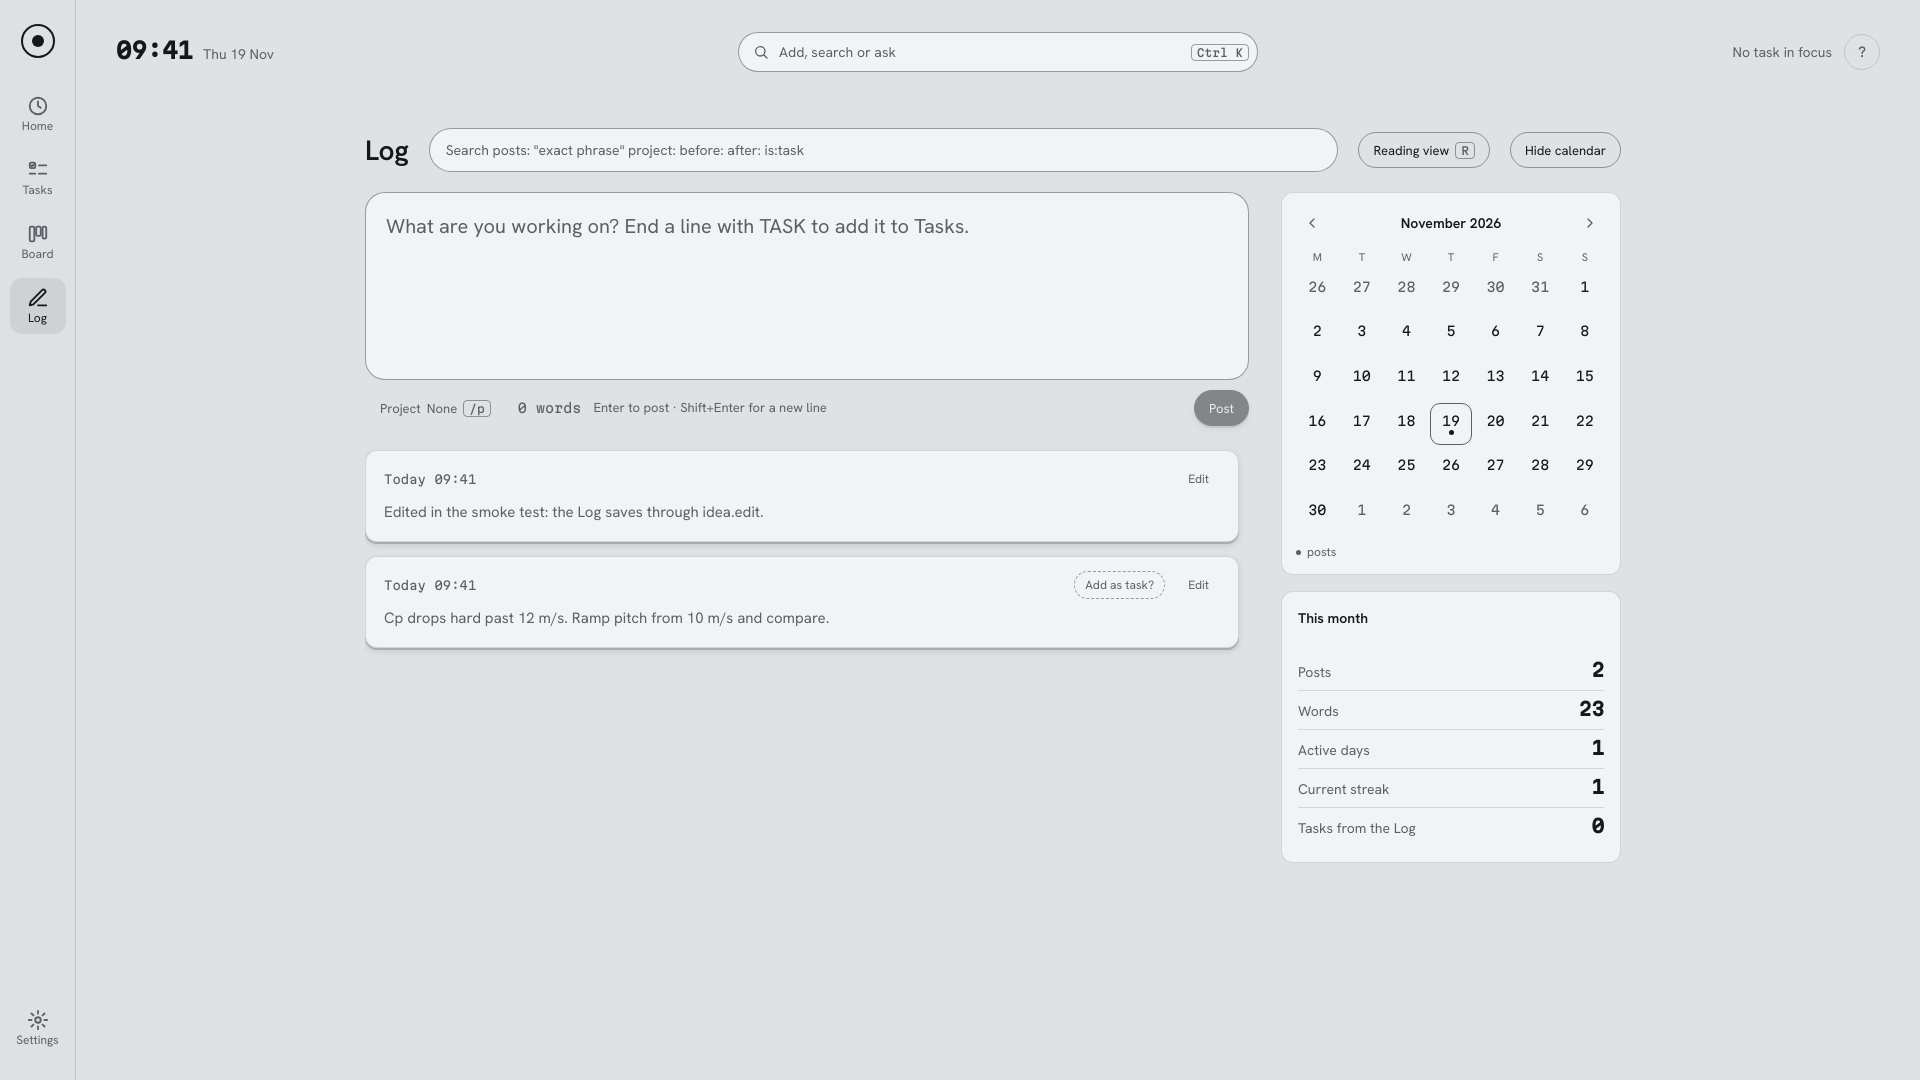 09:41 Thu 19 Nov
Add, search or ask Ctrl K
No task in focus ?
Home
Tasks
Board
Log
Settings
Log
Search posts: "exact phrase" project: before: after: is:task
Reading view R
Hide calendar
What are you working on? End a line with TASK to add it to Tasks.
Project None /p 0 words Enter to post · Shift+Enter for a new line
Post
Today 09:41 Edit
Edited in the smoke test: the Log saves through idea.edit.
Today 09:41 Add as task? Edit
Cp drops hard past 12 m/s. Ramp pitch from 10 m/s and compare.
November 2026
M T W T F S S
26 27 28 29 30 31 1
2 3 4 5 6 7 8
9 10 11 12 13 14 15
16 17 18 19 20 21 22
23 24 25 26 27 28 29
30 1 2 3 4 5 6
posts
This month
Posts 2
Words 23
Active days 1
Current streak 1
Tasks from the Log 0